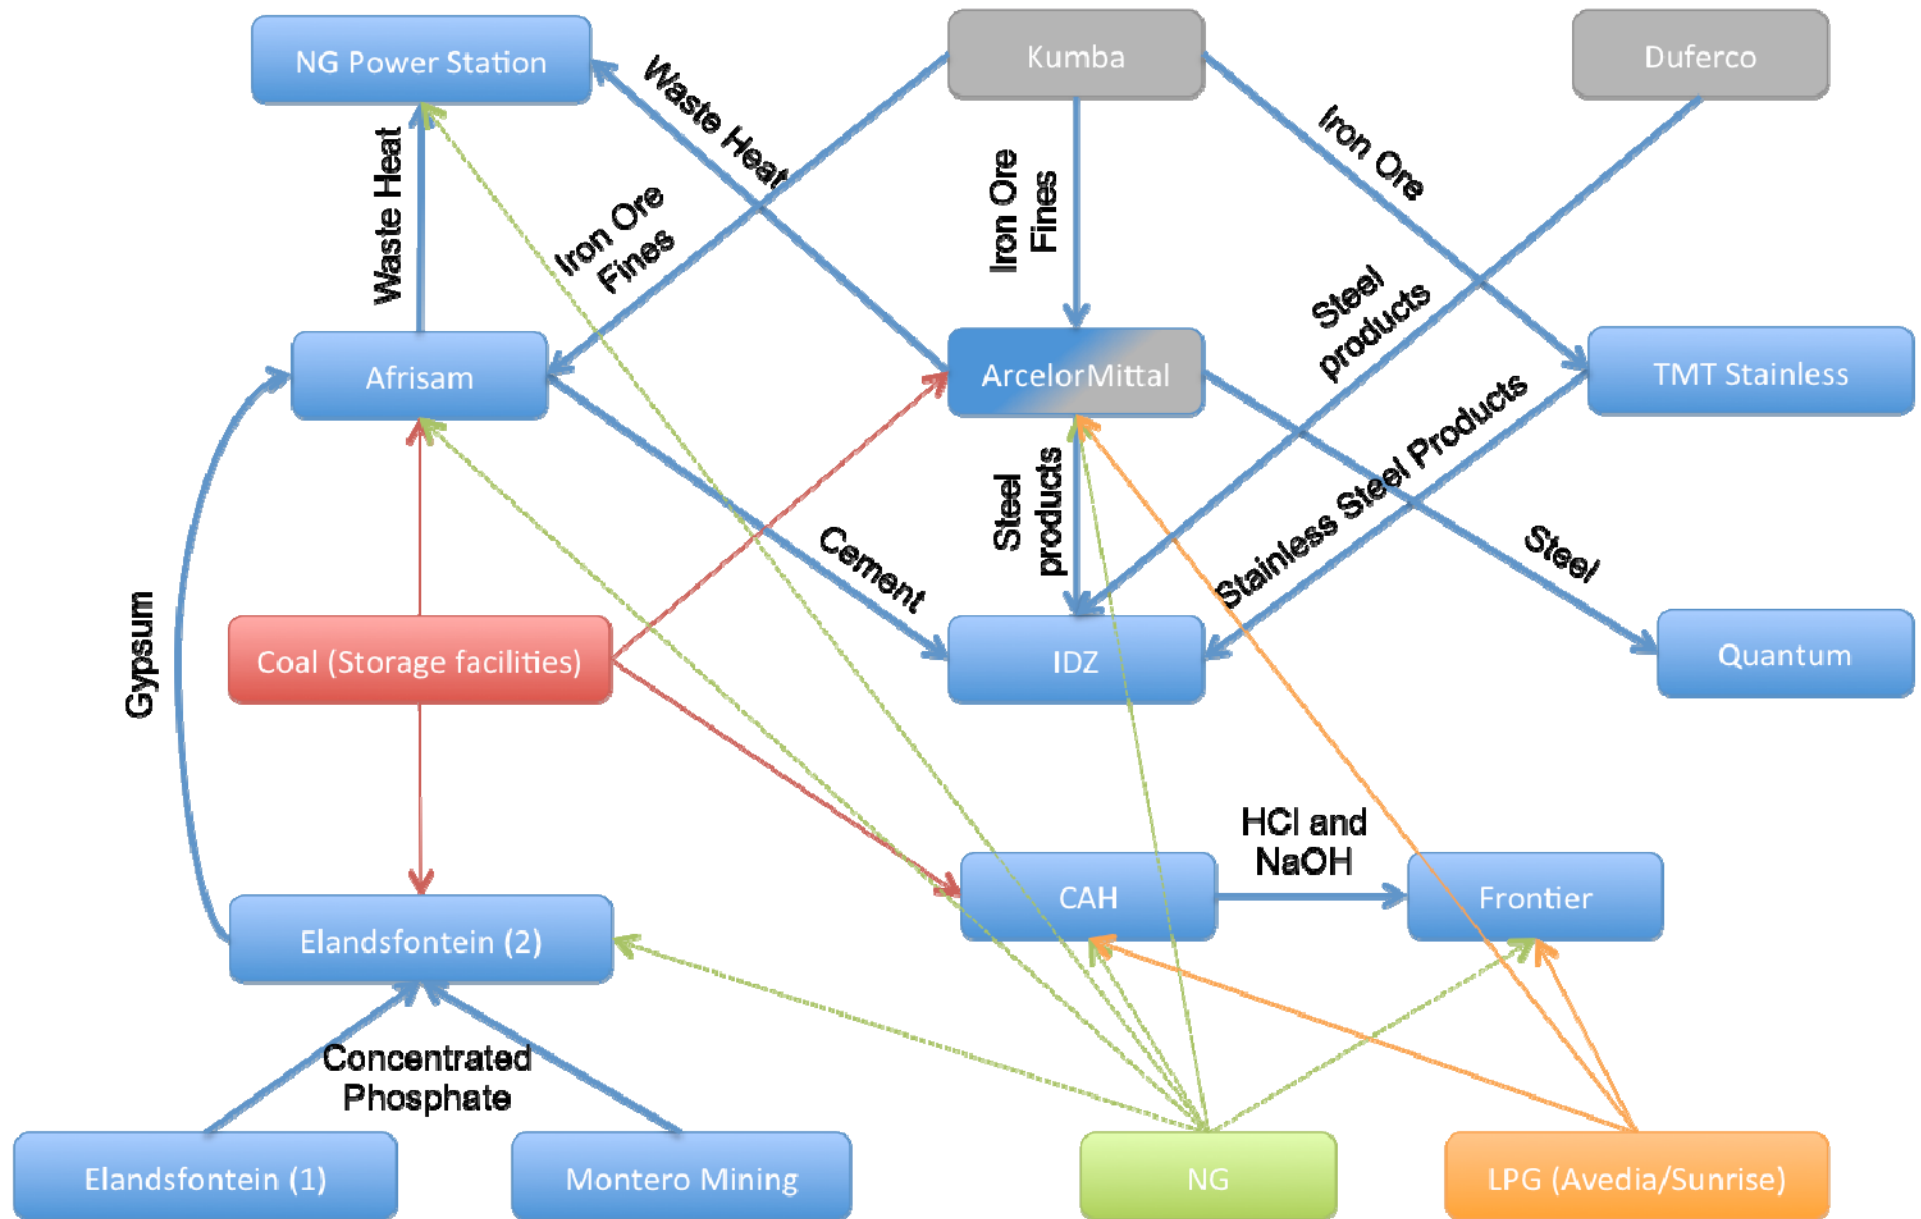 NG Power Station
Kumba
Duferco
Waste Heat
Waste Heat
Iron Ore
Fines
Iron Ore
Fines
Iron Ore
Steel
products
Afrisam
ArcelorMittal
TMT Stainless
Steel
products
Stainless Steel Products
Cement
Steel
Gypsum
Coal (Storage facilities)
IDZ
Quantum
HCl and
NaOH
CAH
Frontier
Elandsfontein (2)
Concentrated
Phosphate
Elandsfontein (1)
Montero Mining
NG
LPG (Avedia/Sunrise)